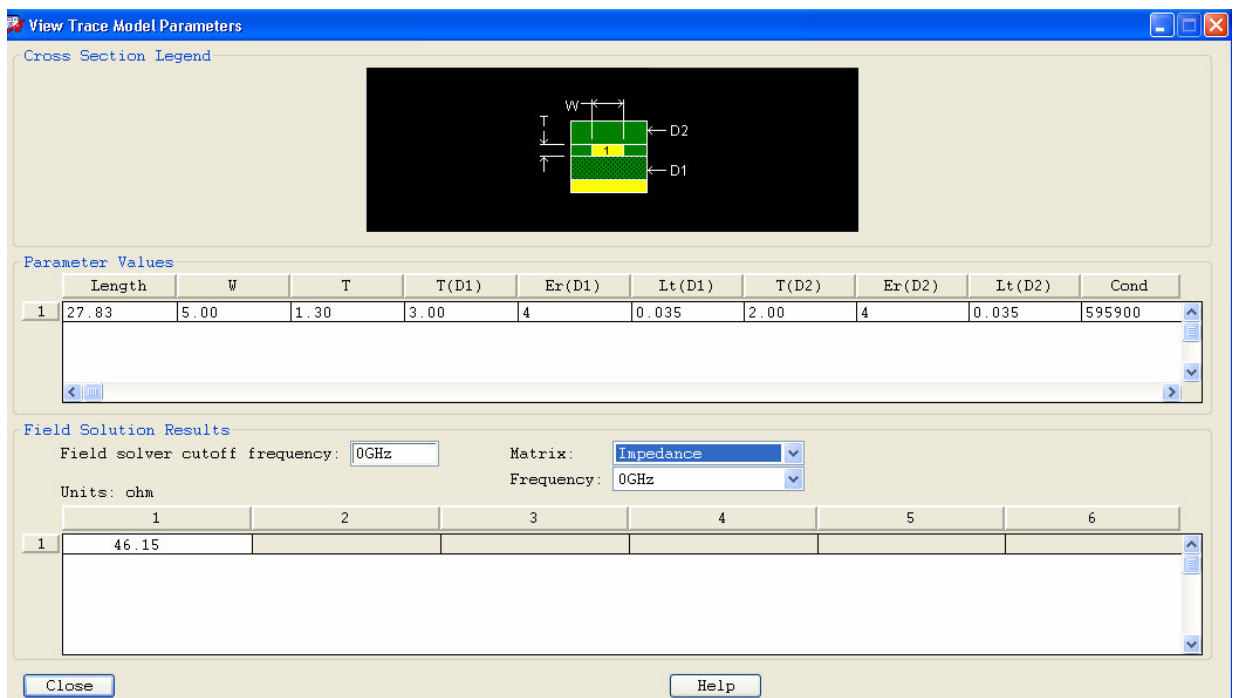 View Trace Model Parameters
Cross Section Legend
W
T
D2
1
D1
Parameter Values
Length W T T(D1) Er(D1) Lt(D1) T(D2) Er(D2) Lt(D2) Cond
1 27.83 5.00 1.30 3.00 4 0.035 2.00 4 0.035 595900
Field Solution Results
Field solver cutoff frequency: 0GHz Matrix: Impedance
Frequency: 0GHz
Units: ohm
1 2 3 4 5 6
1 46.15
Close Help